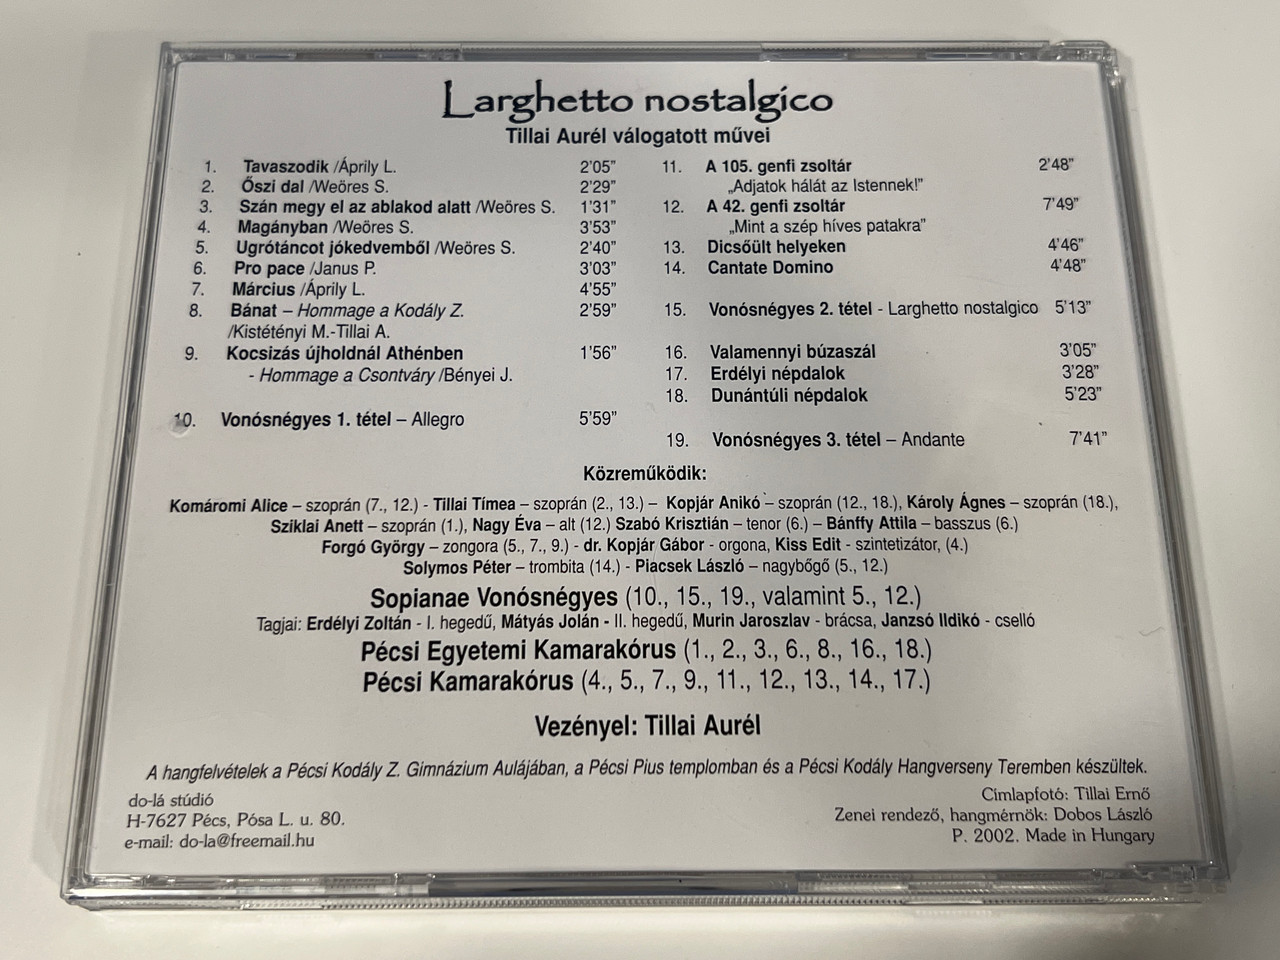 Larghetto nostalgico
Tillai Aurél válogatott művei
1. Tavaszodik /Áprily L. 2'05"
2. Őszi dal /Weöres S. 2'29"
3. Szán megy el az ablakod alatt /Weöres S. 1'31"
4. Magányban /Weöres S. 3'53"
5. Ugrótáncot jókedvemből /Weöres S. 2'40"
6. Pro pace /Janus P. 3'03"
7. Március /Áprily L. 4'55"
8. Bánat – Hommage a Kodály Z. 2'59"
/Kistétényi M.-Tillai A.
9. Kocsizás újholdnál Athénben 1'56"
- Hommage a Csontváry /Bényei J.
10. Vonósnégyes 1. tétel – Allegro 5'59"
11. A 105. genfi zsoltár 2'48"
„Adjatok hálát az Istennek!"
12. A 42. genfi zsoltár 7'49"
„Mint a szép híves patakra"
13. Dicsőült helyeken 4'46"
14. Cantate Domino 4'48"
15. Vonósnégyes 2. tétel - Larghetto nostalgico 5'13"
16. Valamennyi búzaszál 3'05"
17. Erdélyi népdalok 3'28"
18. Dunántúli népdalok 5'23"
19. Vonósnégyes 3. tétel – Andante 7'41"
Közreműködik:
Komáromi Alice – szoprán (7., 12.) - Tillai Tímea – szoprán (2., 13.) – Kopjár Anikó – szoprán (12., 18.), Károly Ágnes – szoprán (18.),
Sziklai Anett – szoprán (1.), Nagy Éva – alt (12.) Szabó Krisztián – tenor (6.) – Bánffy Attila – basszus (6.)
Forgó György – zongora (5., 7., 9.) - dr. Kopjár Gábor - orgona, Kiss Edit - szintetizátor, (4.)
Solymos Péter – trombita (14.) - Piacsek László – nagybőgő (5., 12.)
Sopianae Vonósnégyes (10., 15., 19., valamint 5., 12.)
Tagjai: Erdélyi Zoltán - I. hegedű, Mátyás Jolán - II. hegedű, Murin Jaroszlav - brácsa, Janzsó Ildikó - cselló
Pécsi Egyetemi Kamarakórus (1., 2., 3., 6., 8., 16., 18.)
Pécsi Kamarakórus (4., 5., 7., 9., 11., 12., 13., 14., 17.)
Vezényel: Tillai Aurél
A hangfelvételek a Pécsi Kodály Z. Gimnázium Aulájában, a Pécsi Pius templomban és a Pécsi Kodály Hangverseny Teremben készültek.
do-lá stúdió
H-7627 Pécs, Pósa L. u. 80.
e-mail: do-la@freemail.hu
Címlapfotó: Tillai Ernő
Zenei rendező, hangmérnök: Dobos László
P. 2002. Made in Hungary